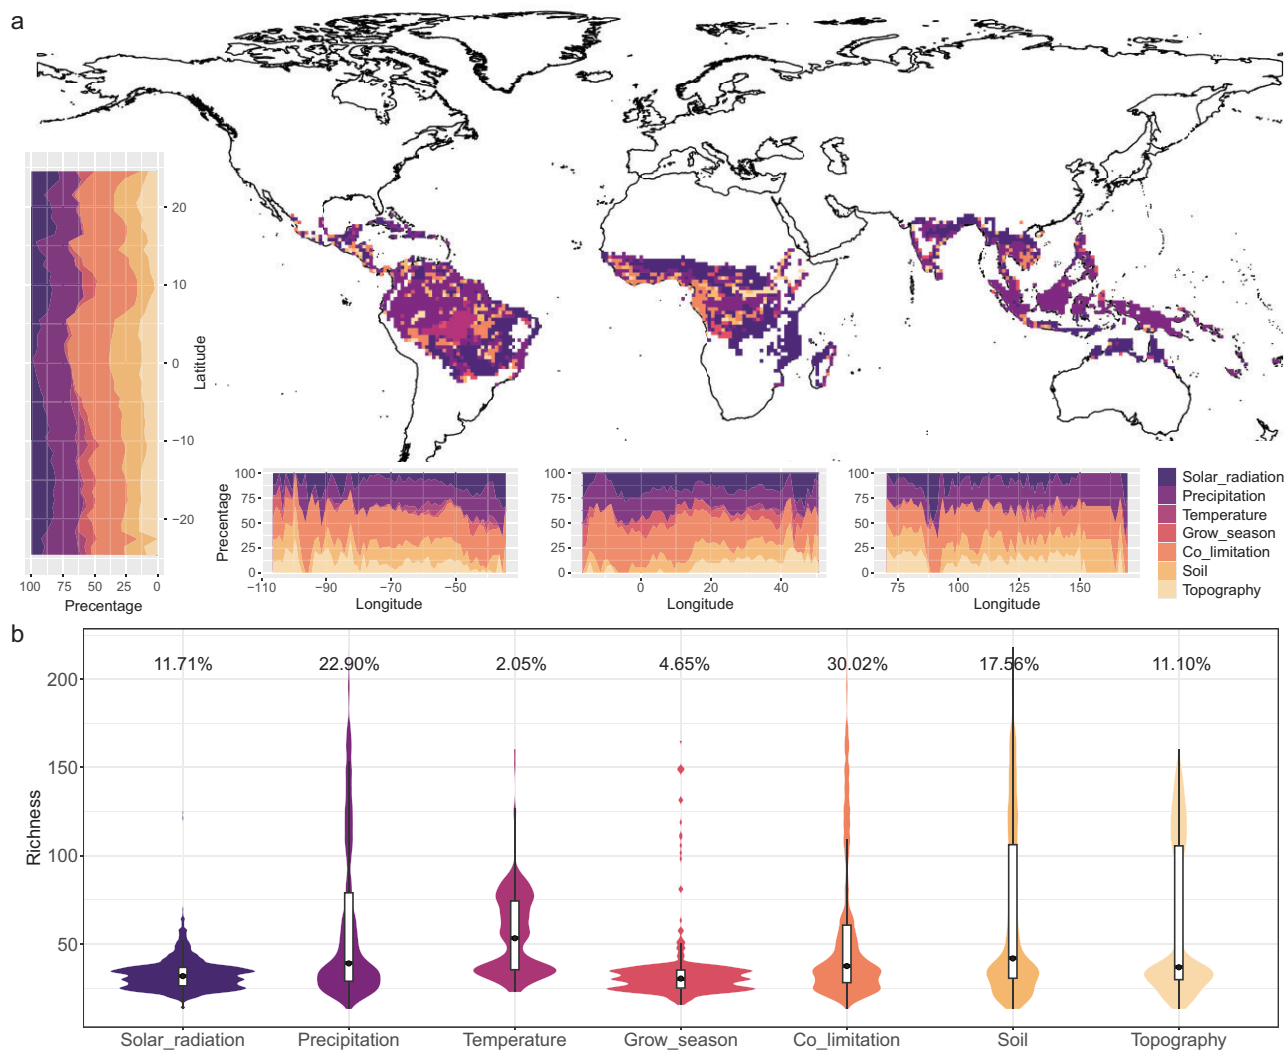 a
20
10
0
−10
−20
Latitude
100
75
50
25
0
Precentage
Precentage
100
75
50
25
0
−110
−90
−70
−50
Longitude
100
75
50
25
0
0
20
40
Longitude
100
75
50
25
0
75
100
125
150
Longitude
Solar_radiation
Precipitation
Temperature
Grow_season
Co_limitation
Soil
Topography
b
11.71%
22.90%
2.05%
4.65%
30.02%
17.56%
11.10%
Richness
200
150
100
50
Solar_radiation
Precipitation
Temperature
Grow_season
Co_limitation
Soil
Topography